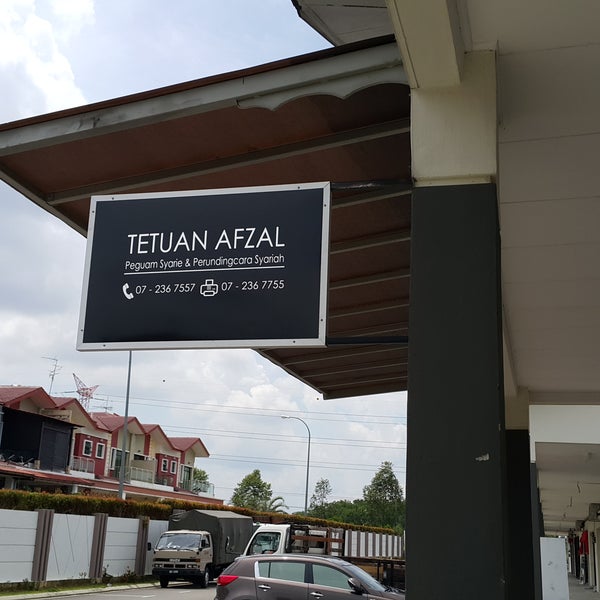 TETUAN AFZAL
Peguam Syarie & Perundingcara Syariah
07 - 236 7557 07 - 236 7755